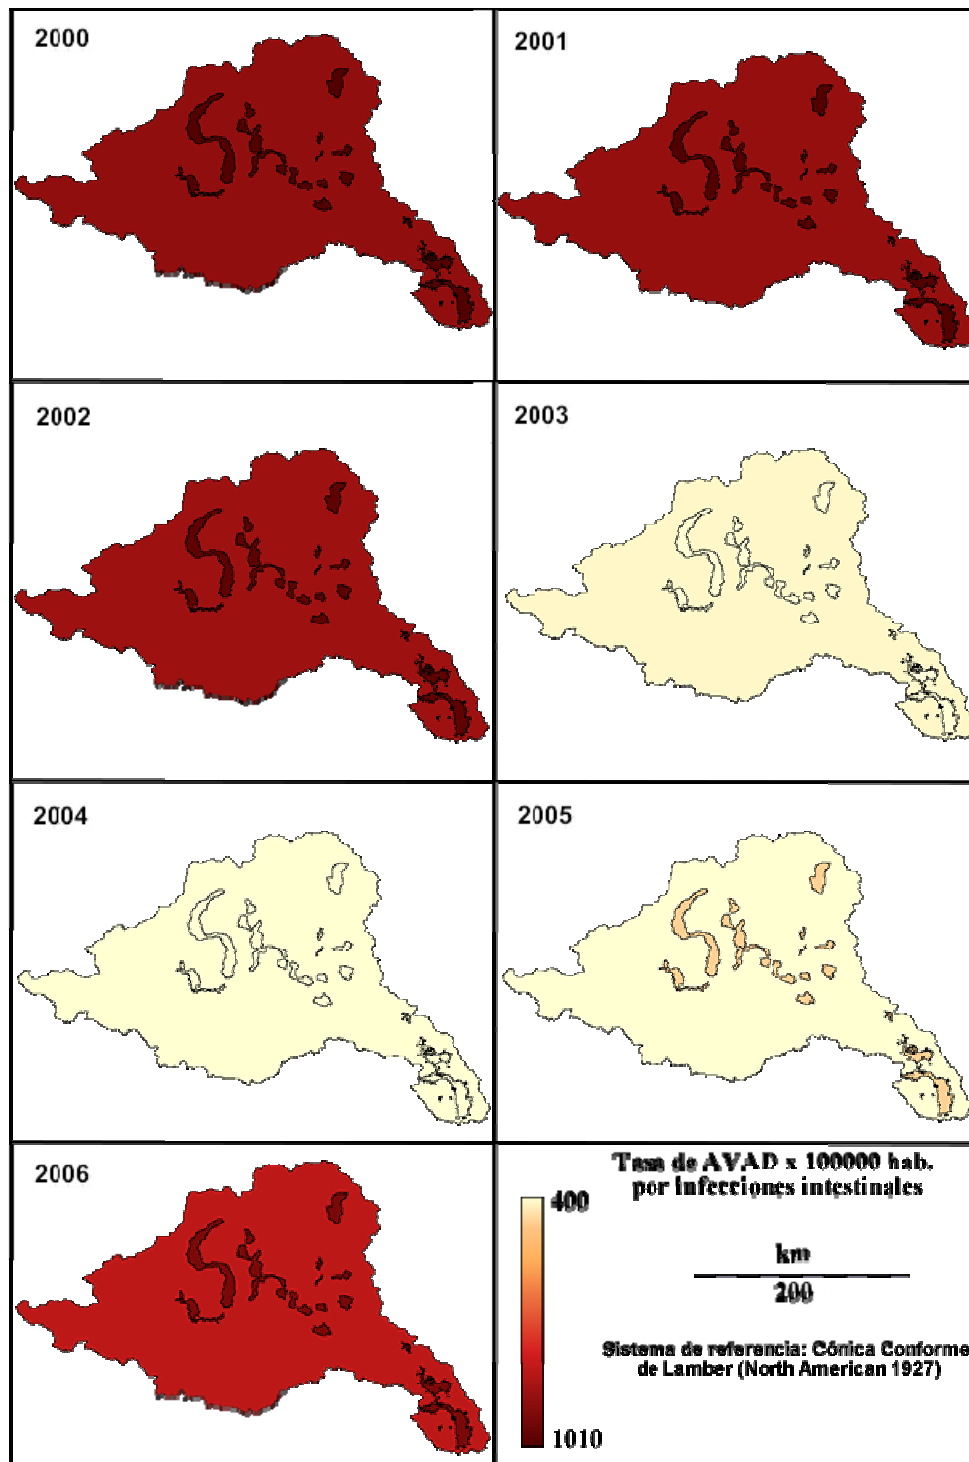 2000
2001
2002
2003
2004
2005
2006
Tasa de AVAD x 100000 hab.
por infecciones intestinales
400
km
200
Sistema de referencia: Cónica Conforme
de Lamber (North American 1927)
1010